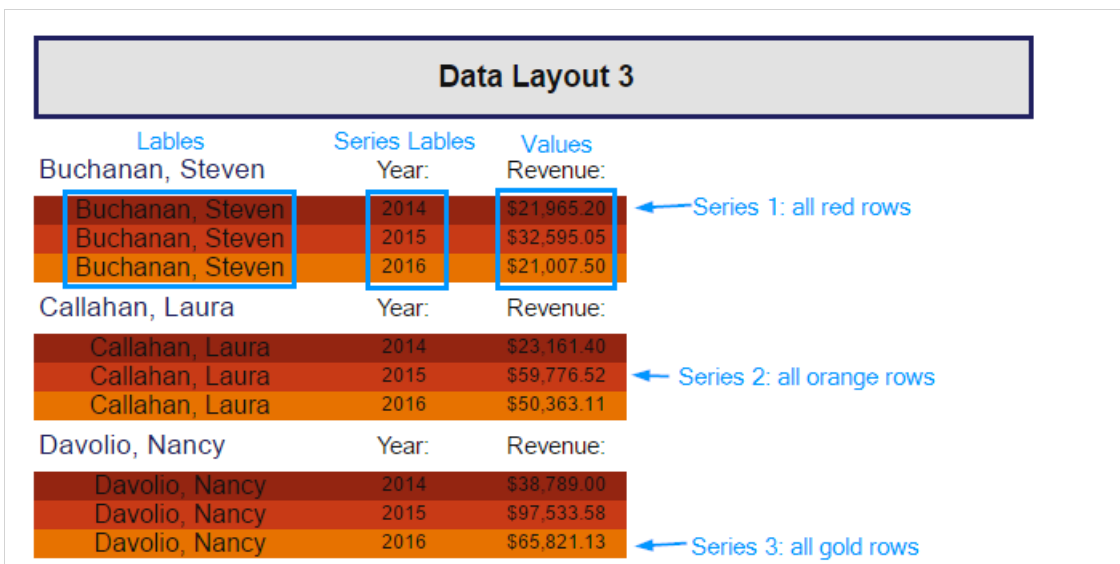 Data Layout 3
Lables Series Lables Values
Buchanan, Steven Year: Revenue:
Buchanan, Steven 2014 $21,965.20 Series 1: all red rows
Buchanan, Steven 2015 $32,595.05
Buchanan, Steven 2016 $21,007.50
Callahan, Laura Year: Revenue:
Callahan, Laura 2014 $23,161.40
Callahan, Laura 2015 $59,776.52 Series 2: all orange rows
Callahan, Laura 2016 $50,363.11
Davolio, Nancy Year: Revenue:
Davolio, Nancy 2014 $38,789.00
Davolio, Nancy 2015 $97,533.58
Davolio, Nancy 2016 $65,821.13 Series 3: all gold rows